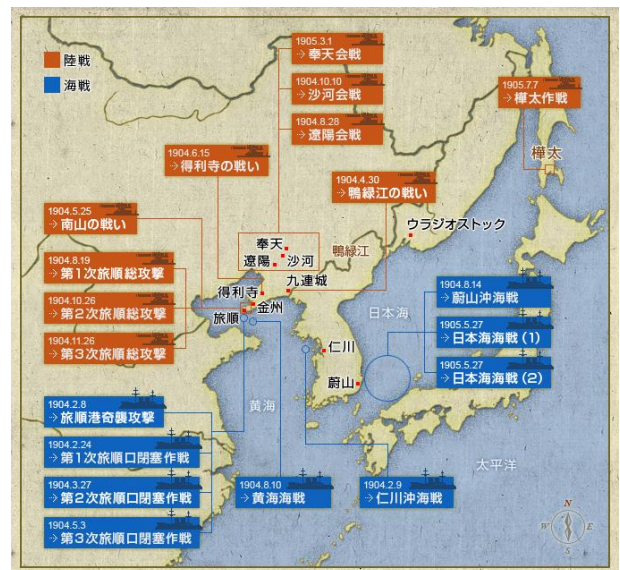 陸戦
海戦
1905.3.1
奉天会戦
1904.10.10
沙河会戦
1904.8.28
遼陽会戦
1905.7.7
樺太作戦
1904.6.15
得利寺の戦い
1904.4.30
鴨緑江の戦い
樺太
1904.5.25
南山の戦い
1904.8.19
第1次旅順総攻撃
1904.10.26
第2次旅順総攻撃
1904.11.26
第3次旅順総攻撃
奉天
遼陽
沙河
九連城
鴨緑江
ウラジオストック
得利寺
金州
旅順
仁川
蔚山
日本海
黄海
太平洋
1904.8.14
蔚山沖海戦
1905.5.27
日本海海戦(1)
1905.5.27
日本海海戦(2)
1904.2.8
旅順港奇襲攻撃
1904.2.24
第1次旅順口閉塞作戦
1904.3.27
第2次旅順口閉塞作戦
1904.5.3
第3次旅順口閉塞作戦
1904.8.10
黄海海戦
1904.2.9
仁川沖海戦
N
W
E
S